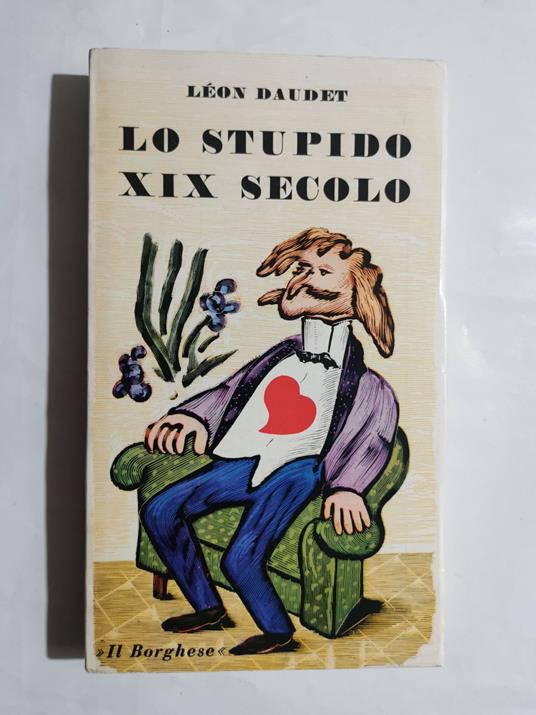 LÉON DAUDET
LO STUPIDO
XIX SECOLO
»Il Borghese«